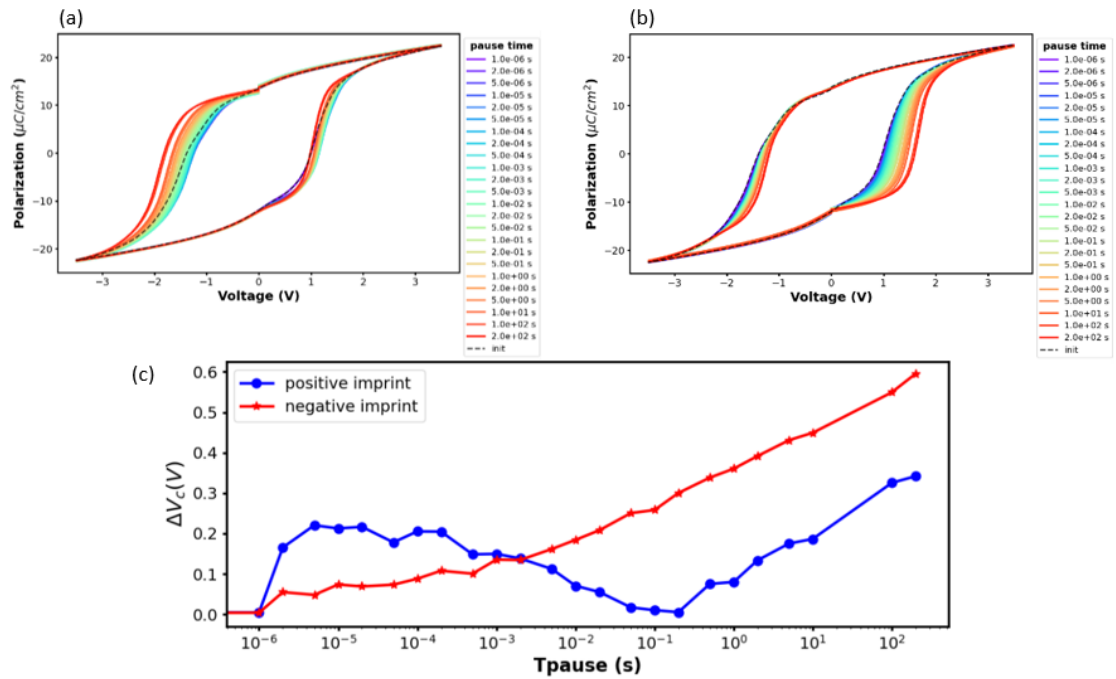 (a)
Polarization (μC/cm²)
20
10
0
−10
−20
−3
−2
−1
0
1
2
3
Voltage (V)
pause time
1.0e-06 s
2.0e-06 s
5.0e-06 s
1.0e-05 s
2.0e-05 s
5.0e-05 s
1.0e-04 s
2.0e-04 s
5.0e-04 s
1.0e-03 s
2.0e-03 s
5.0e-03 s
1.0e-02 s
2.0e-02 s
5.0e-02 s
1.0e-01 s
2.0e-01 s
5.0e-01 s
1.0e+00 s
2.0e+00 s
5.0e+00 s
1.0e+01 s
1.0e+02 s
2.0e+02 s
init
(b)
Polarization (μC/cm²)
20
10
0
−10
−20
−3
−2
−1
0
1
2
3
Voltage (V)
pause time
1.0e-06 s
2.0e-06 s
5.0e-06 s
1.0e-05 s
2.0e-05 s
5.0e-05 s
1.0e-04 s
2.0e-04 s
5.0e-04 s
1.0e-03 s
2.0e-03 s
5.0e-03 s
1.0e-02 s
2.0e-02 s
5.0e-02 s
1.0e-01 s
2.0e-01 s
5.0e-01 s
1.0e+00 s
2.0e+00 s
5.0e+00 s
1.0e+01 s
1.0e+02 s
2.0e+02 s
init
(c)
ΔVc(V)
0.6
0.5
0.4
0.3
0.2
0.1
0.0
positive imprint
negative imprint
10⁻⁶
10⁻⁵
10⁻⁴
10⁻³
10⁻²
10⁻¹
10⁰
10¹
10²
Tpause (s)